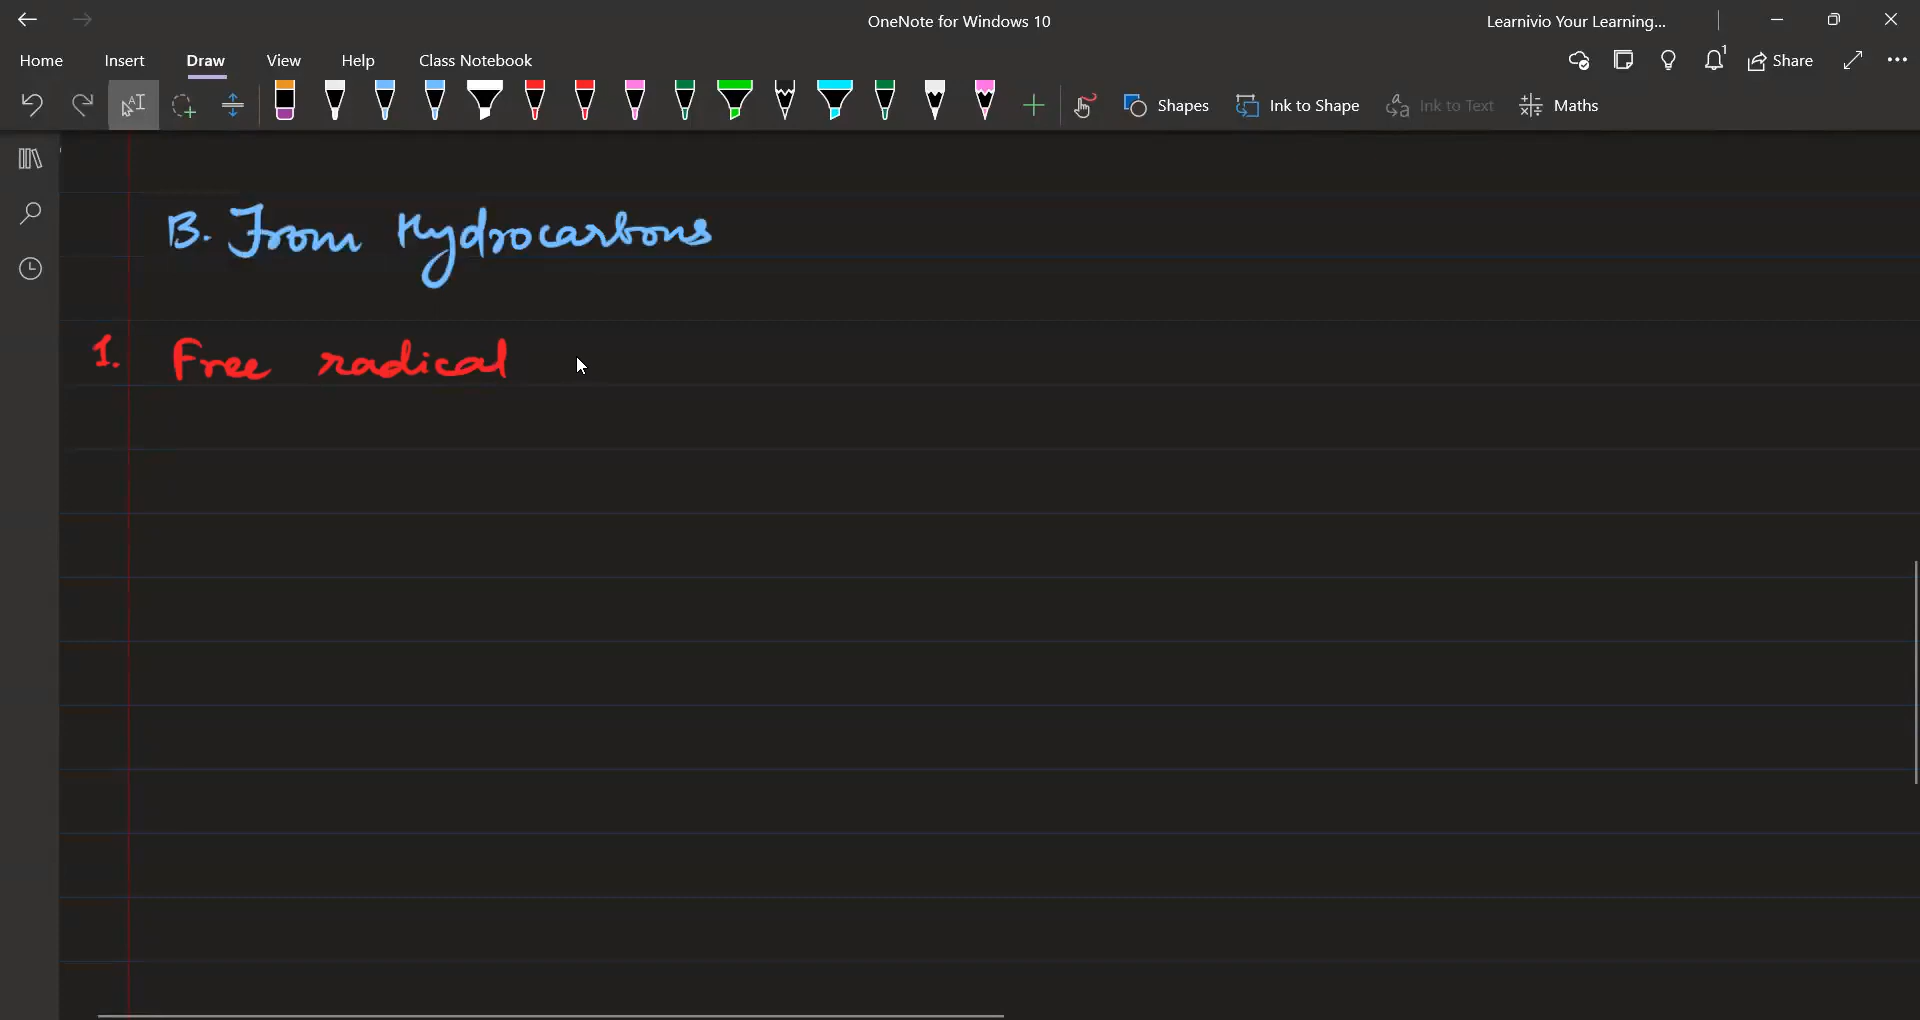 OneNote for Windows 10
Learnivio Your Learning...
Home Insert Draw View Help Class Notebook
1
Share
Shapes Ink to Shape Ink to Text Maths
B. From Hydrocarbons
1. Free radical